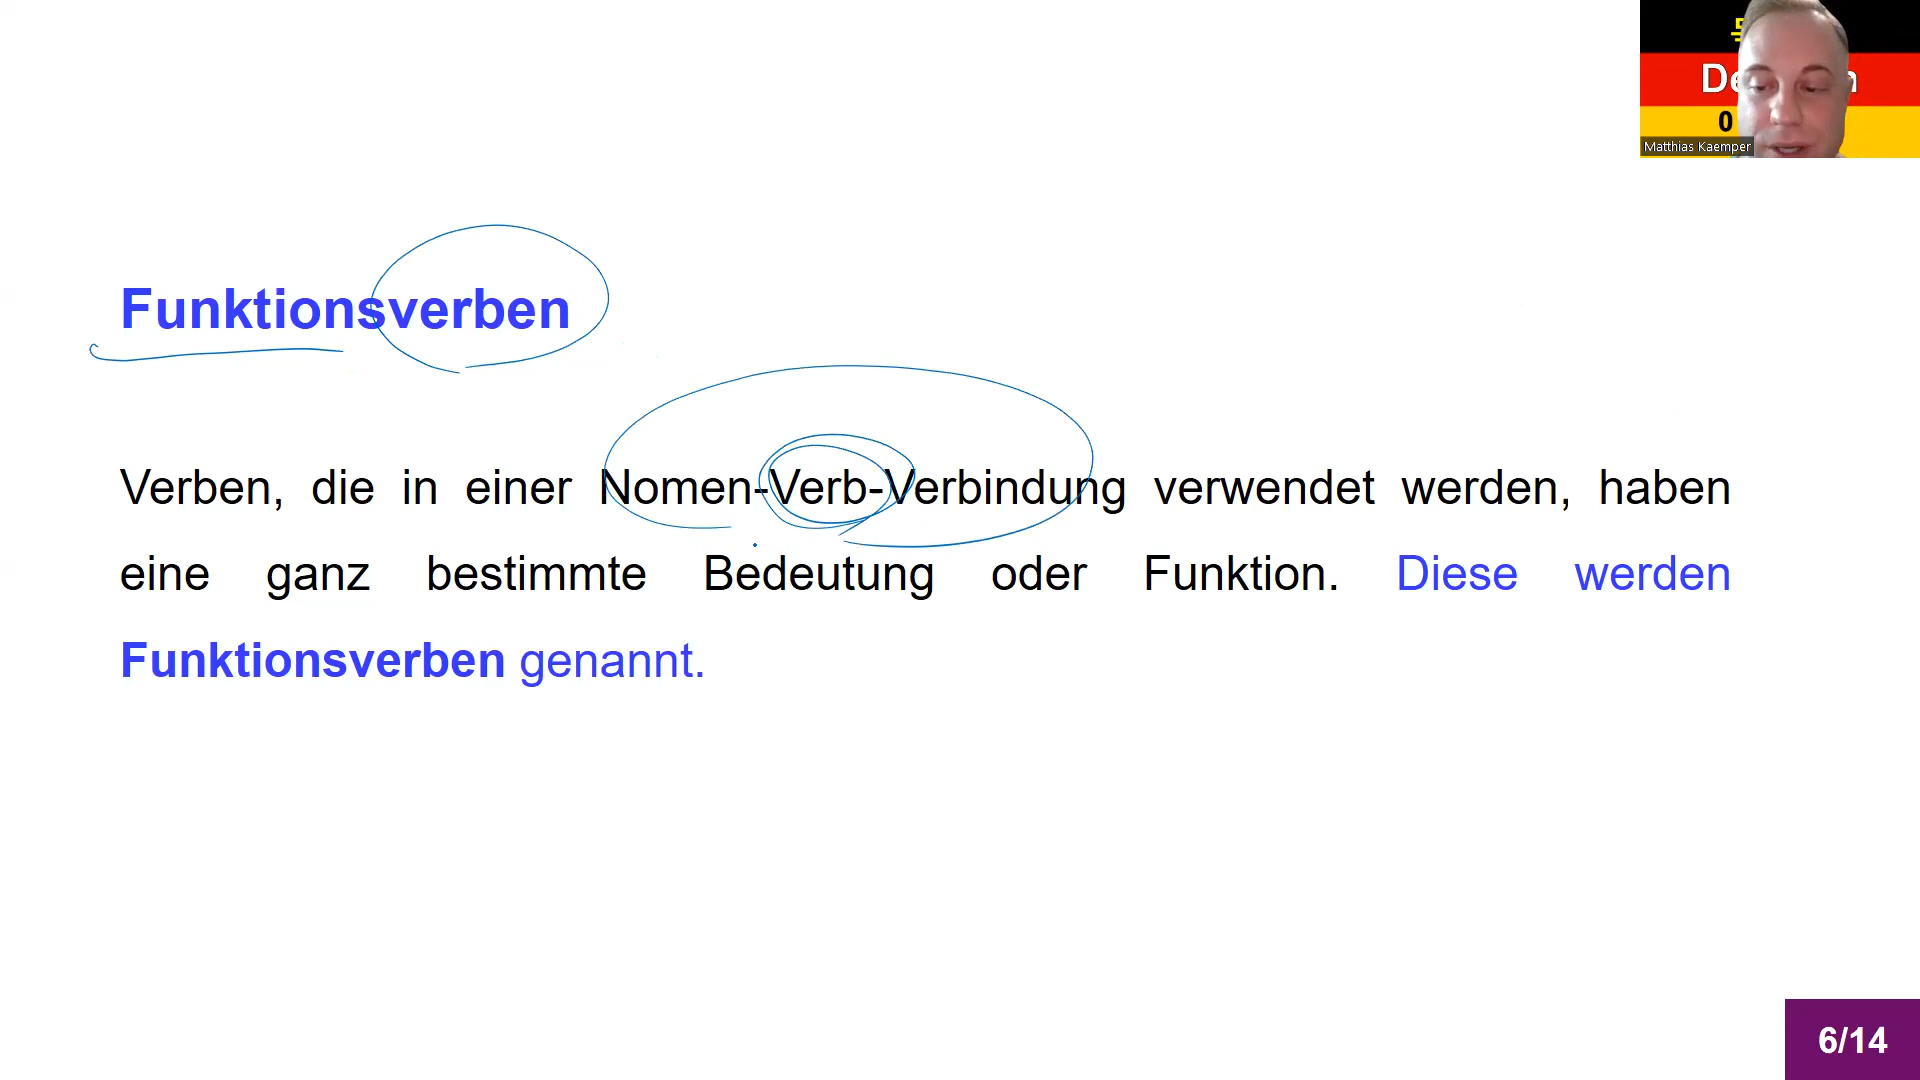 Matthias Kaemper
Funktionsverben
Verben, die in einer Nomen-Verb-Verbindung verwendet werden, haben
eine ganz bestimmte Bedeutung oder Funktion. Diese werden
Funktionsverben genannt.
6/14